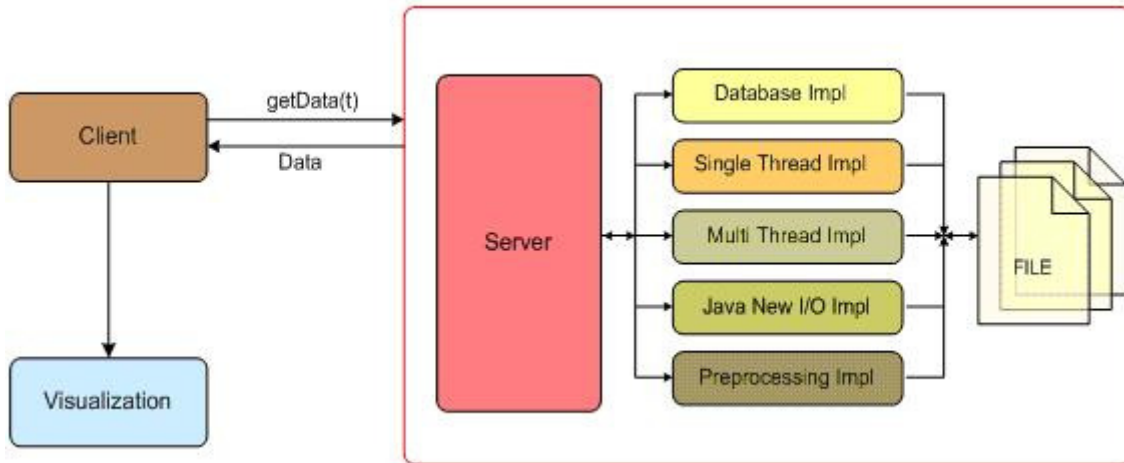 getData(t)
Client
Data
Visualization
Server
Database Impl
Single Thread Impl
Multi Thread Impl
Java New I/O Impl
Preprocessing Impl
FILE